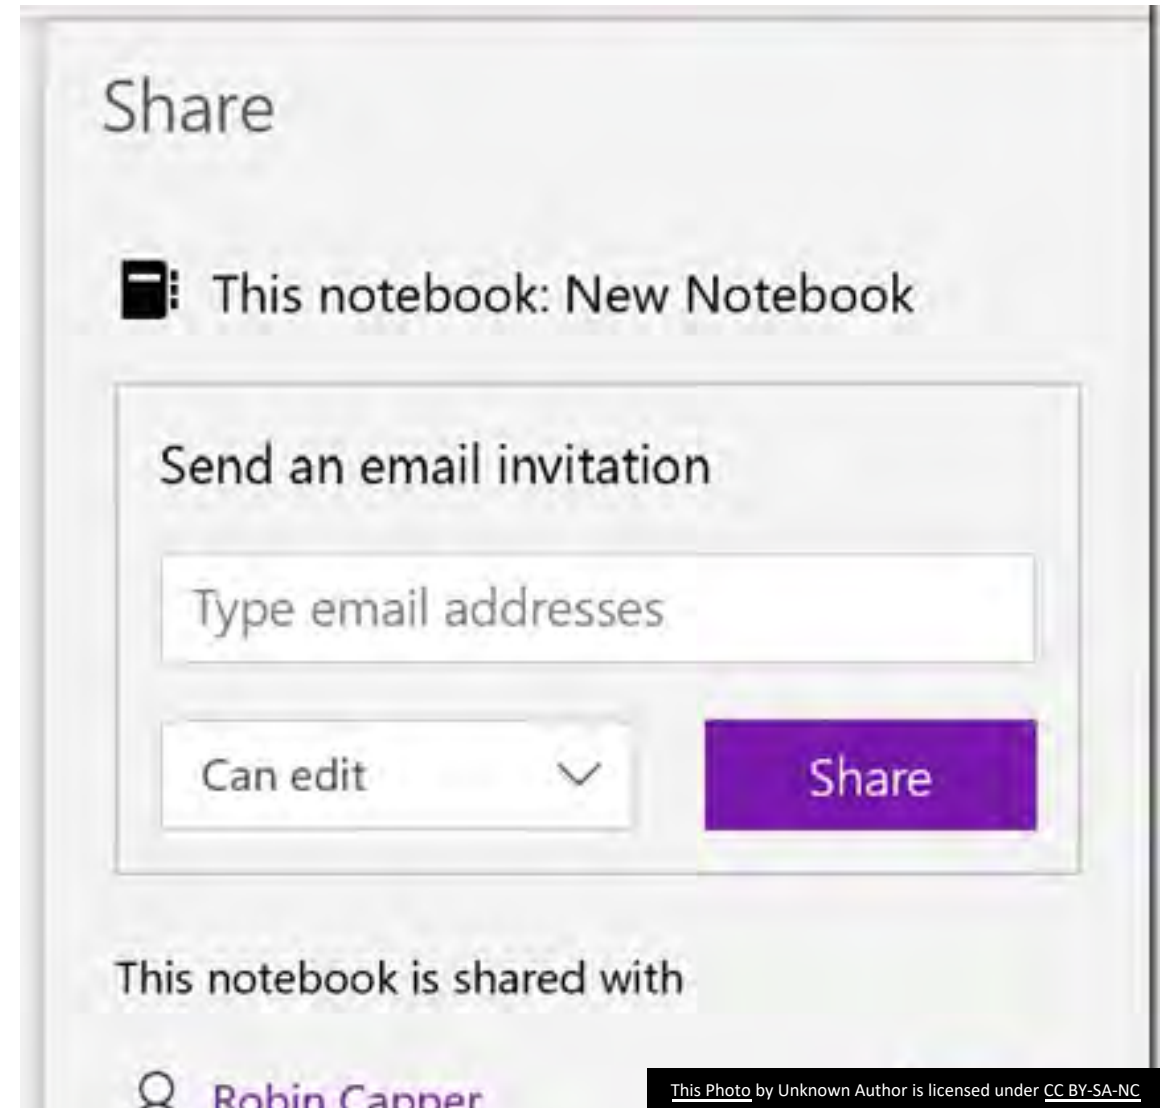 Share
This notebook: New Notebook
Send an email invitation
Type email addresses
Can edit
Share
This notebook is shared with
Robin Capper
This Photo by Unknown Author is licensed under CC BY-SA-NC